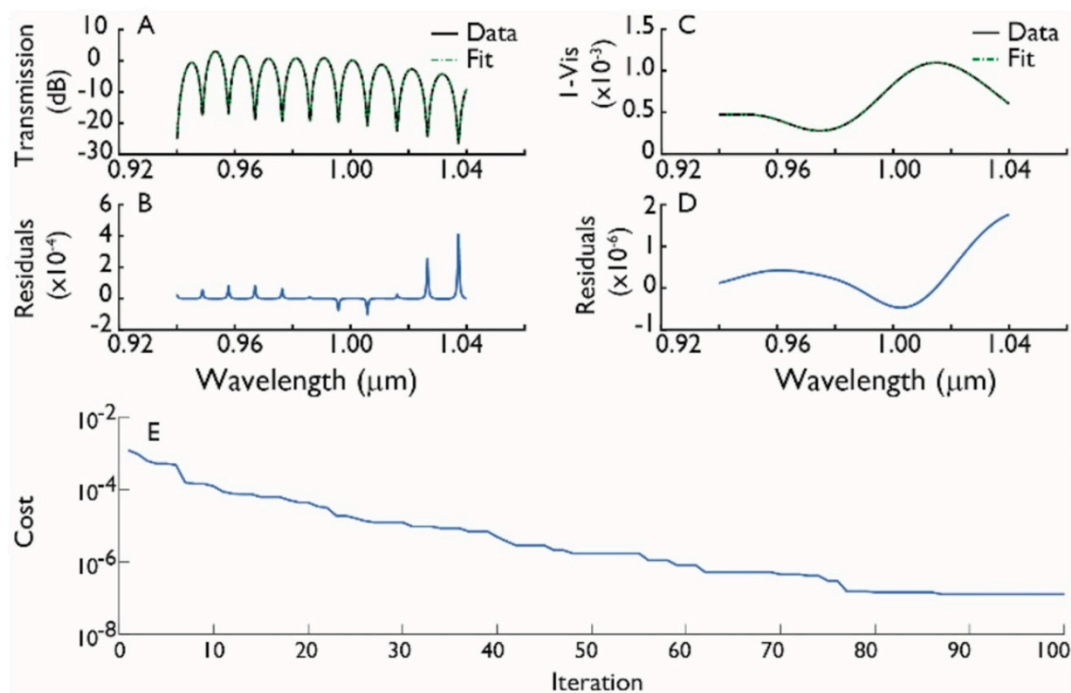 A
Transmission
(dB)
10
0
-10
-20
-30
Data
Fit
0.92
0.96
1.00
1.04
C
1-Vis
(x10-3)
1.5
1.0
0.5
0
Data
Fit
0.92
0.96
1.00
1.04
B
Residuals
(x10-4)
6
4
2
0
-2
0.92
0.96
1.00
1.04
Wavelength (μm)
D
Residuals
(x10-6)
2
1
0
-1
0.92
0.96
1.00
1.04
Wavelength (μm)
E
Cost
10-2
10-4
10-6
10-8
0 10 20 30 40 50 60 70 80 90 100
Iteration